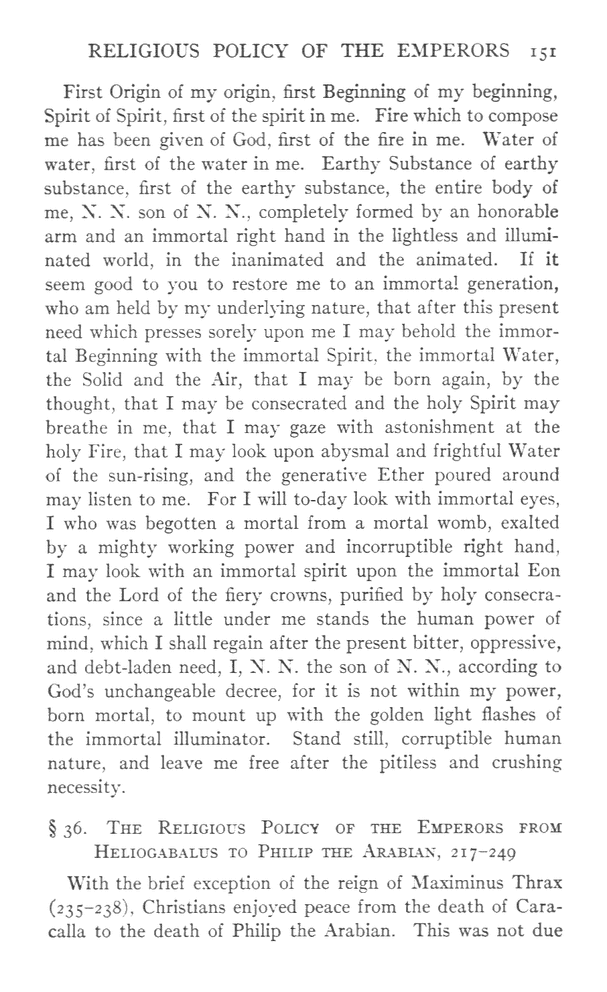 RELIGIOUS POLICY OF THE EMPERORS 151
First Origin of my origin, first Beginning of my beginning,
Spirit of Spirit, first of the spirit in me. Fire which to compose
me has been given of God, first of the fire in me. Water of
water, first of the water in me. Earthy Substance of earthy
substance, first of the earthy substance, the entire body of
me, N. N. son of N. N., completely formed by an honorable
arm and an immortal right hand in the lightless and illumi-
nated world, in the inanimated and the animated. If it
seem good to you to restore me to an immortal generation,
who am held by my underlying nature, that after this present
need which presses sorely upon me I may behold the immor-
tal Beginning with the immortal Spirit, the immortal Water,
the Solid and the Air, that I may be born again, by the
thought, that I may be consecrated and the holy Spirit may
breathe in me, that I may gaze with astonishment at the
holy Fire, that I may look upon abysmal and frightful Water
of the sun-rising, and the generative Ether poured around
may listen to me. For I will to-day look with immortal eyes,
I who was begotten a mortal from a mortal womb, exalted
by a mighty working power and incorruptible right hand,
I may look with an immortal spirit upon the immortal Eon
and the Lord of the fiery crowns, purified by holy consecra-
tions, since a little under me stands the human power of
mind, which I shall regain after the present bitter, oppressive,
and debt-laden need, I, N. N. the son of N. N., according to
God's unchangeable decree, for it is not within my power,
born mortal, to mount up with the golden light flashes of
the immortal illuminator. Stand still, corruptible human
nature, and leave me free after the pitiless and crushing
necessity.
§ 36. The Religious Policy of the Emperors from
Heliogabalus to Philip the Arabian, 217–249
With the brief exception of the reign of Maximinus Thrax
(235–238), Christians enjoyed peace from the death of Cara-
calla to the death of Philip the Arabian. This was not due